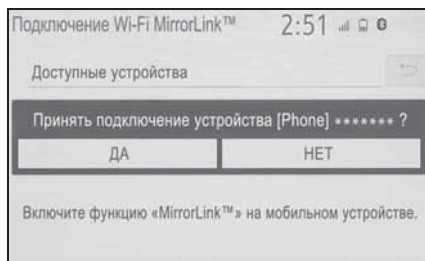 Подключение Wi-Fi MirrorLink™ 2:51
Доступные устройства
Принять подключение устройства [Phone] ******* ?
ДА НЕТ
Включите функцию «MirrorLink™» на мобильном устройстве.